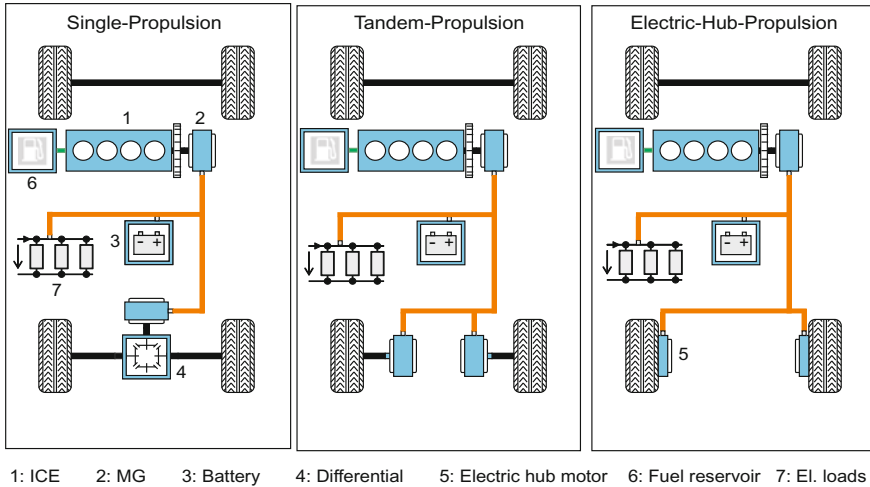 Single-Propulsion
Tandem-Propulsion
Electric-Hub-Propulsion
1
2
6
3
- +
7
4
- +
- +
5
1: ICE 2: MG 3: Battery 4: Differential 5: Electric hub motor 6: Fuel reservoir 7: El. loads